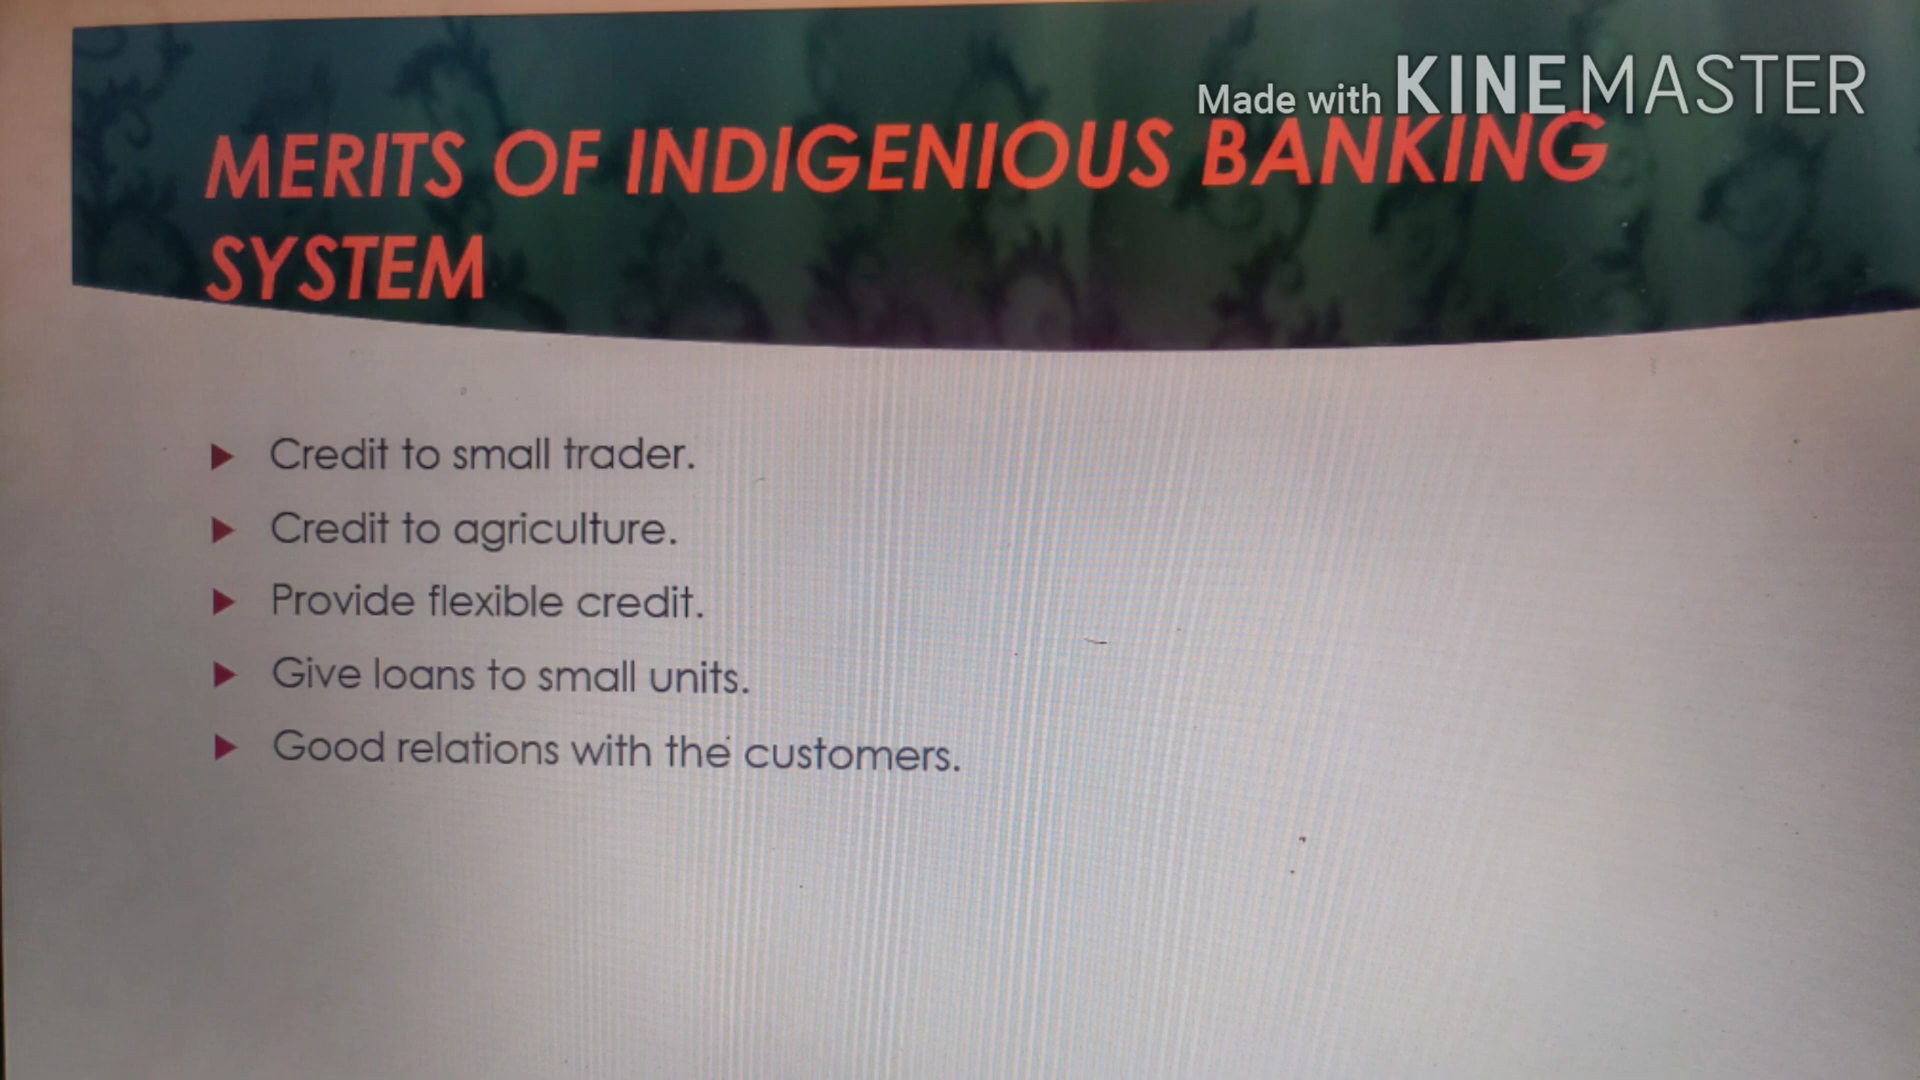 Made with KINEMASTER
MERITS OF INDIGENIOUS BANKING
SYSTEM
Credit to small trader.
Credit to agriculture.
Provide flexible credit.
Give loans to small units.
Good relations with the customers.